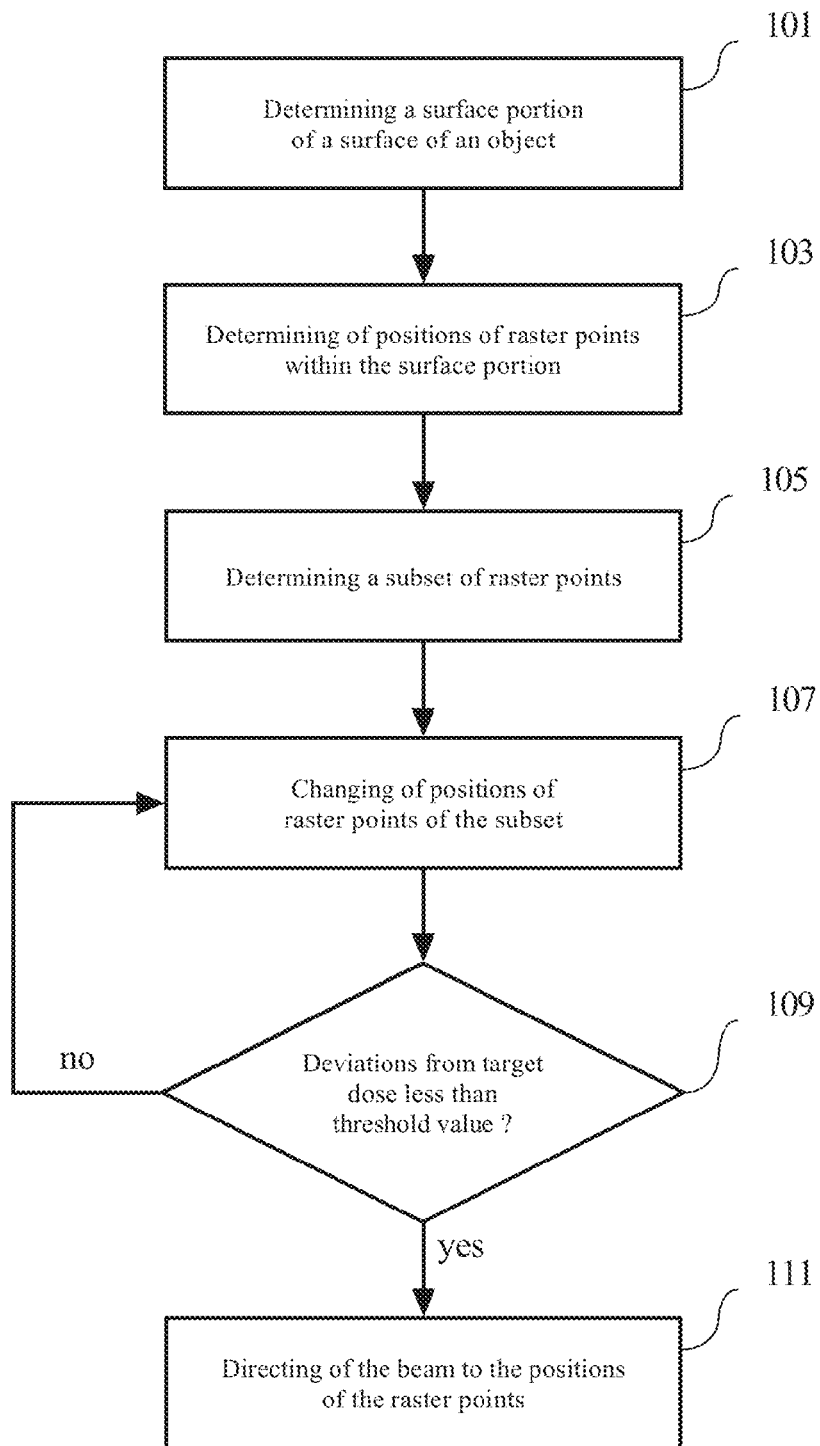 101
Determining a surface portion
of a surface of an object
103
Determining of positions of raster points
within the surface portion
105
Determining a subset of raster points
107
Changing of positions of
raster points of the subset
109
no
Deviations from target
dose less than
threshold value ?
yes
111
Directing of the beam to the positions
of the raster points